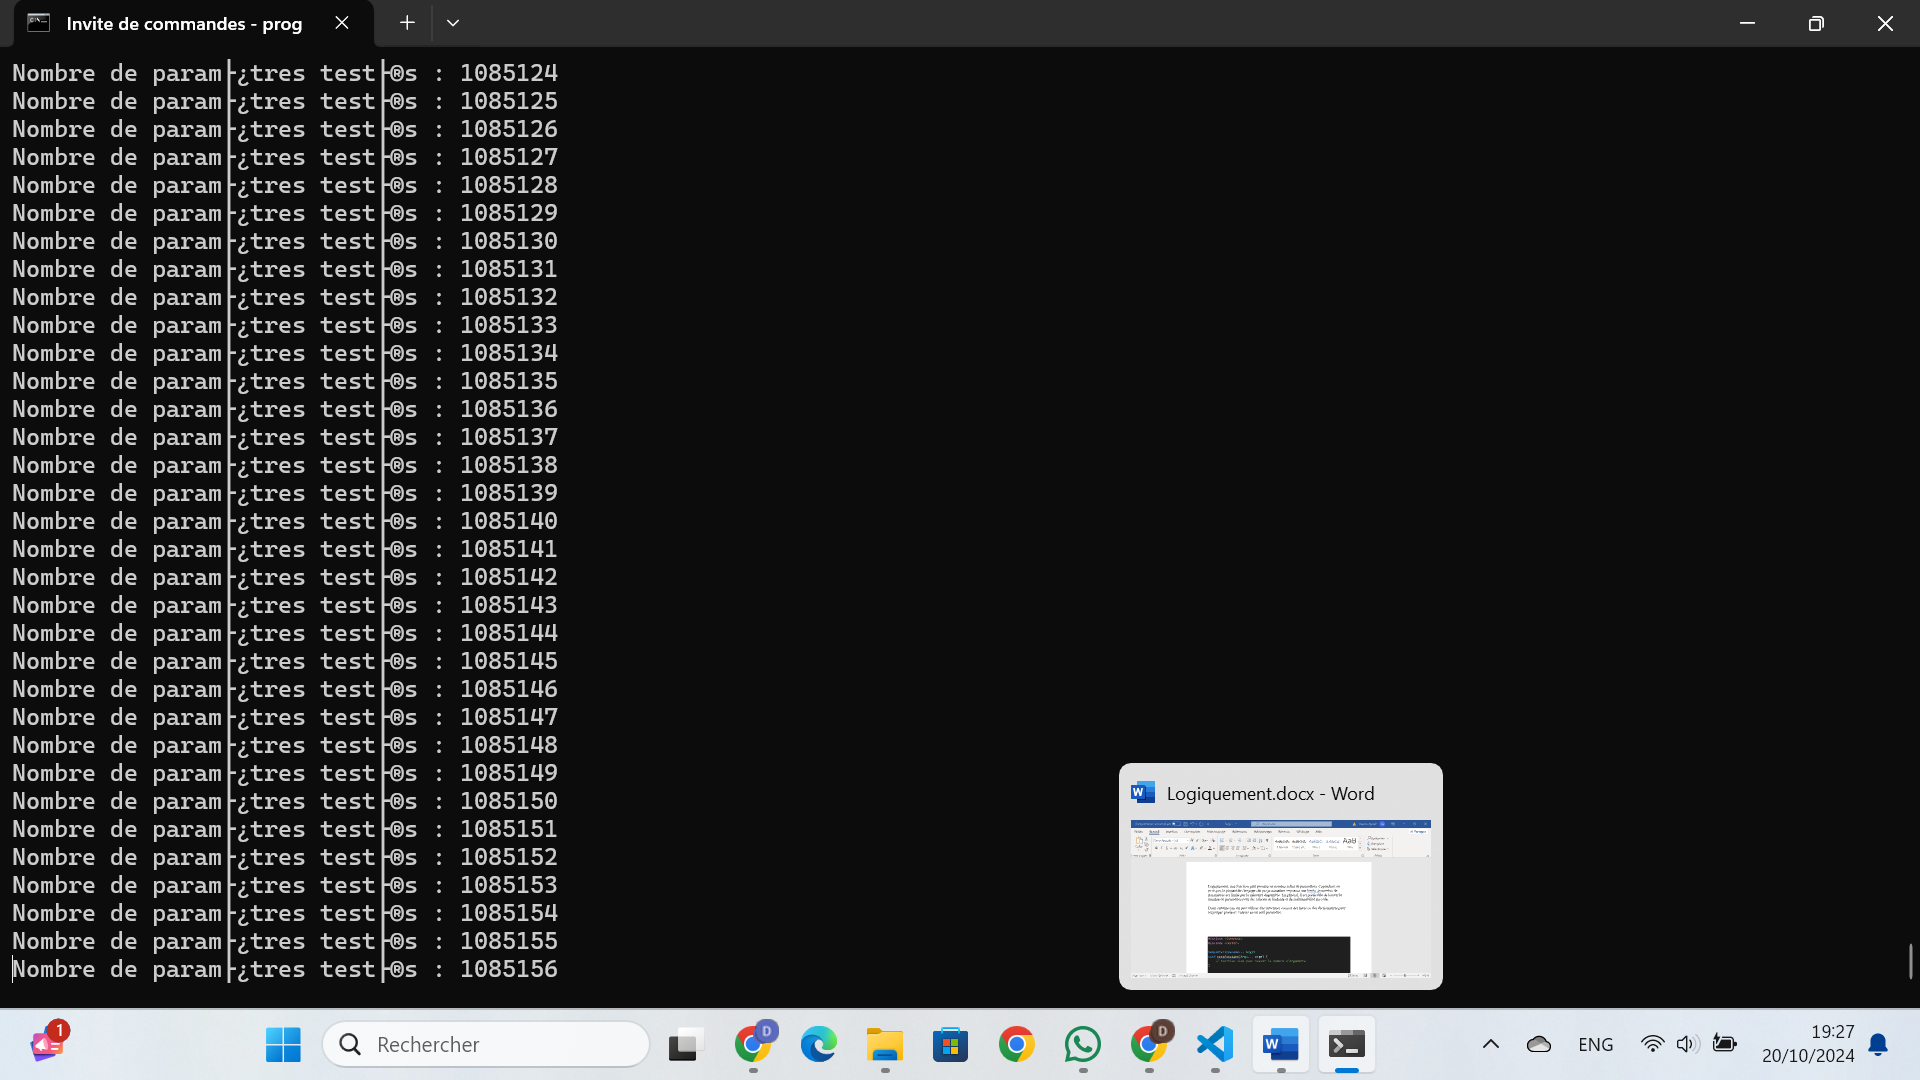 Invite de commandes - prog
Nombre de param├¿tres test├®s : 1085124
Nombre de param├¿tres test├®s : 1085125
Nombre de param├¿tres test├®s : 1085126
Nombre de param├¿tres test├®s : 1085127
Nombre de param├¿tres test├®s : 1085128
Nombre de param├¿tres test├®s : 1085129
Nombre de param├¿tres test├®s : 1085130
Nombre de param├¿tres test├®s : 1085131
Nombre de param├¿tres test├®s : 1085132
Nombre de param├¿tres test├®s : 1085133
Nombre de param├¿tres test├®s : 1085134
Nombre de param├¿tres test├®s : 1085135
Nombre de param├¿tres test├®s : 1085136
Nombre de param├¿tres test├®s : 1085137
Nombre de param├¿tres test├®s : 1085138
Nombre de param├¿tres test├®s : 1085139
Nombre de param├¿tres test├®s : 1085140
Nombre de param├¿tres test├®s : 1085141
Nombre de param├¿tres test├®s : 1085142
Nombre de param├¿tres test├®s : 1085143
Nombre de param├¿tres test├®s : 1085144
Nombre de param├¿tres test├®s : 1085145
Nombre de param├¿tres test├®s : 1085146
Nombre de param├¿tres test├®s : 1085147
Nombre de param├¿tres test├®s : 1085148
Nombre de param├¿tres test├®s : 1085149
Nombre de param├¿tres test├®s : 1085150
Nombre de param├¿tres test├®s : 1085151
Nombre de param├¿tres test├®s : 1085152
Nombre de param├¿tres test├®s : 1085153
Nombre de param├¿tres test├®s : 1085154
Nombre de param├¿tres test├®s : 1085155
Nombre de param├¿tres test├®s : 1085156
Logiquement.docx - Word
1
Rechercher
D
D
W
ENG
19:27
20/10/2024